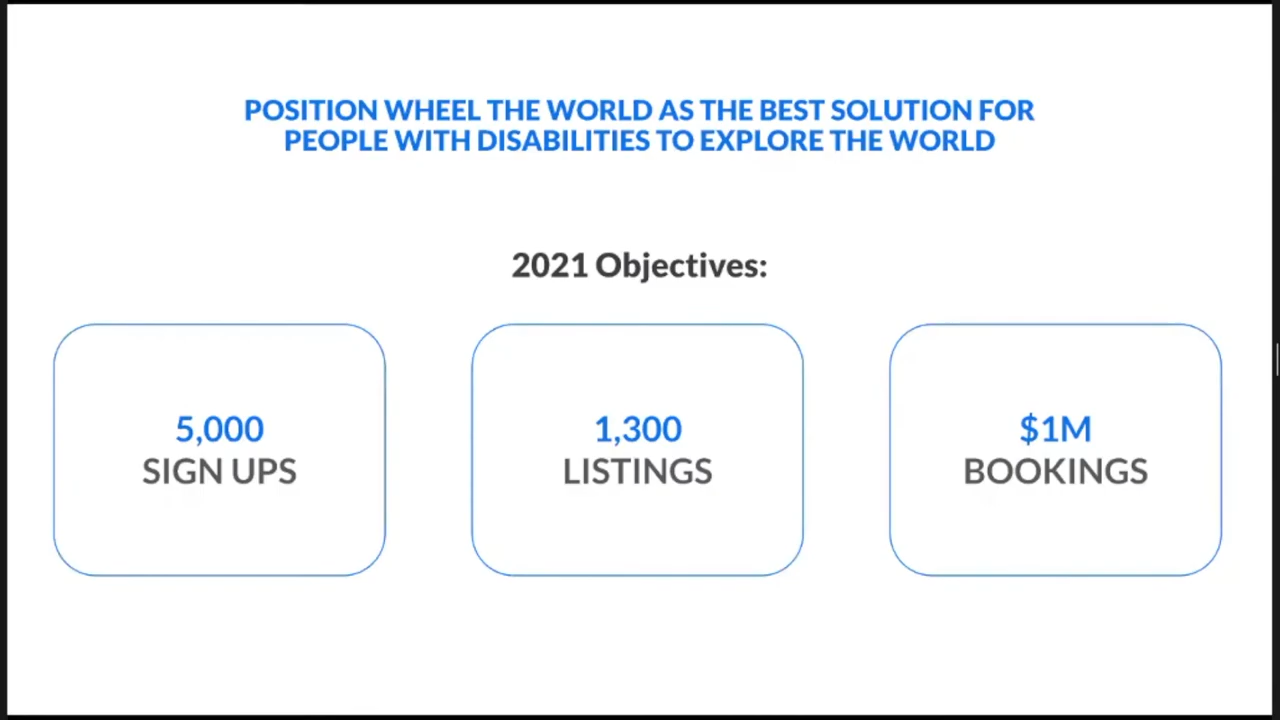 POSITION WHEEL THE WORLD AS THE BEST SOLUTION FOR
PEOPLE WITH DISABILITIES TO EXPLORE THE WORLD
2021 Objectives:
5,000
SIGN UPS
1,300
LISTINGS
$1M
BOOKINGS